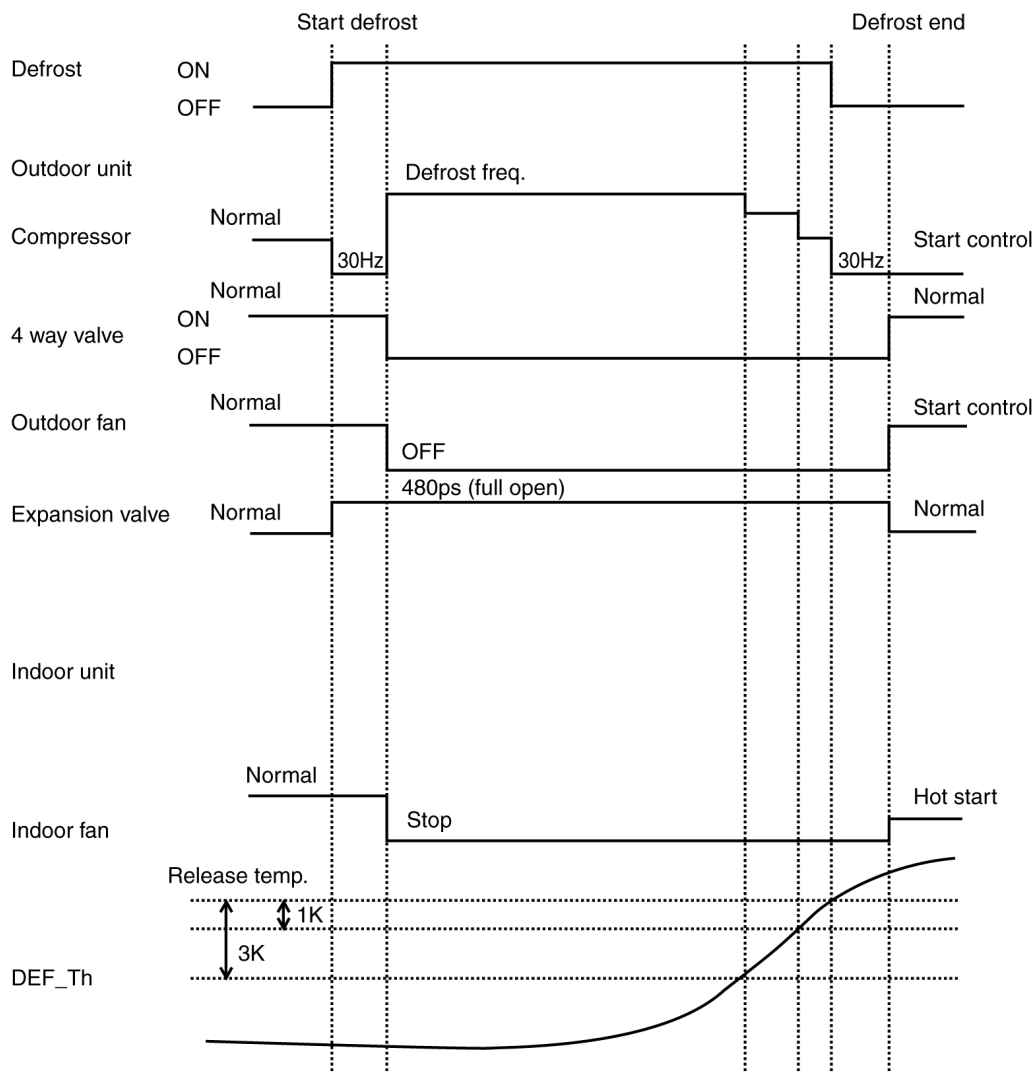 Start defrost
Defrost end
Defrost
ON
OFF
Outdoor unit
Defrost freq.
Normal
Compressor
30Hz
30Hz
Start control
Normal
Normal
ON
4 way valve
OFF
Normal
Start control
Outdoor fan
OFF
480ps (full open)
Expansion valve
Normal
Normal
Indoor unit
Normal
Hot start
Stop
Indoor fan
Release temp.
1K
3K
DEF_Th